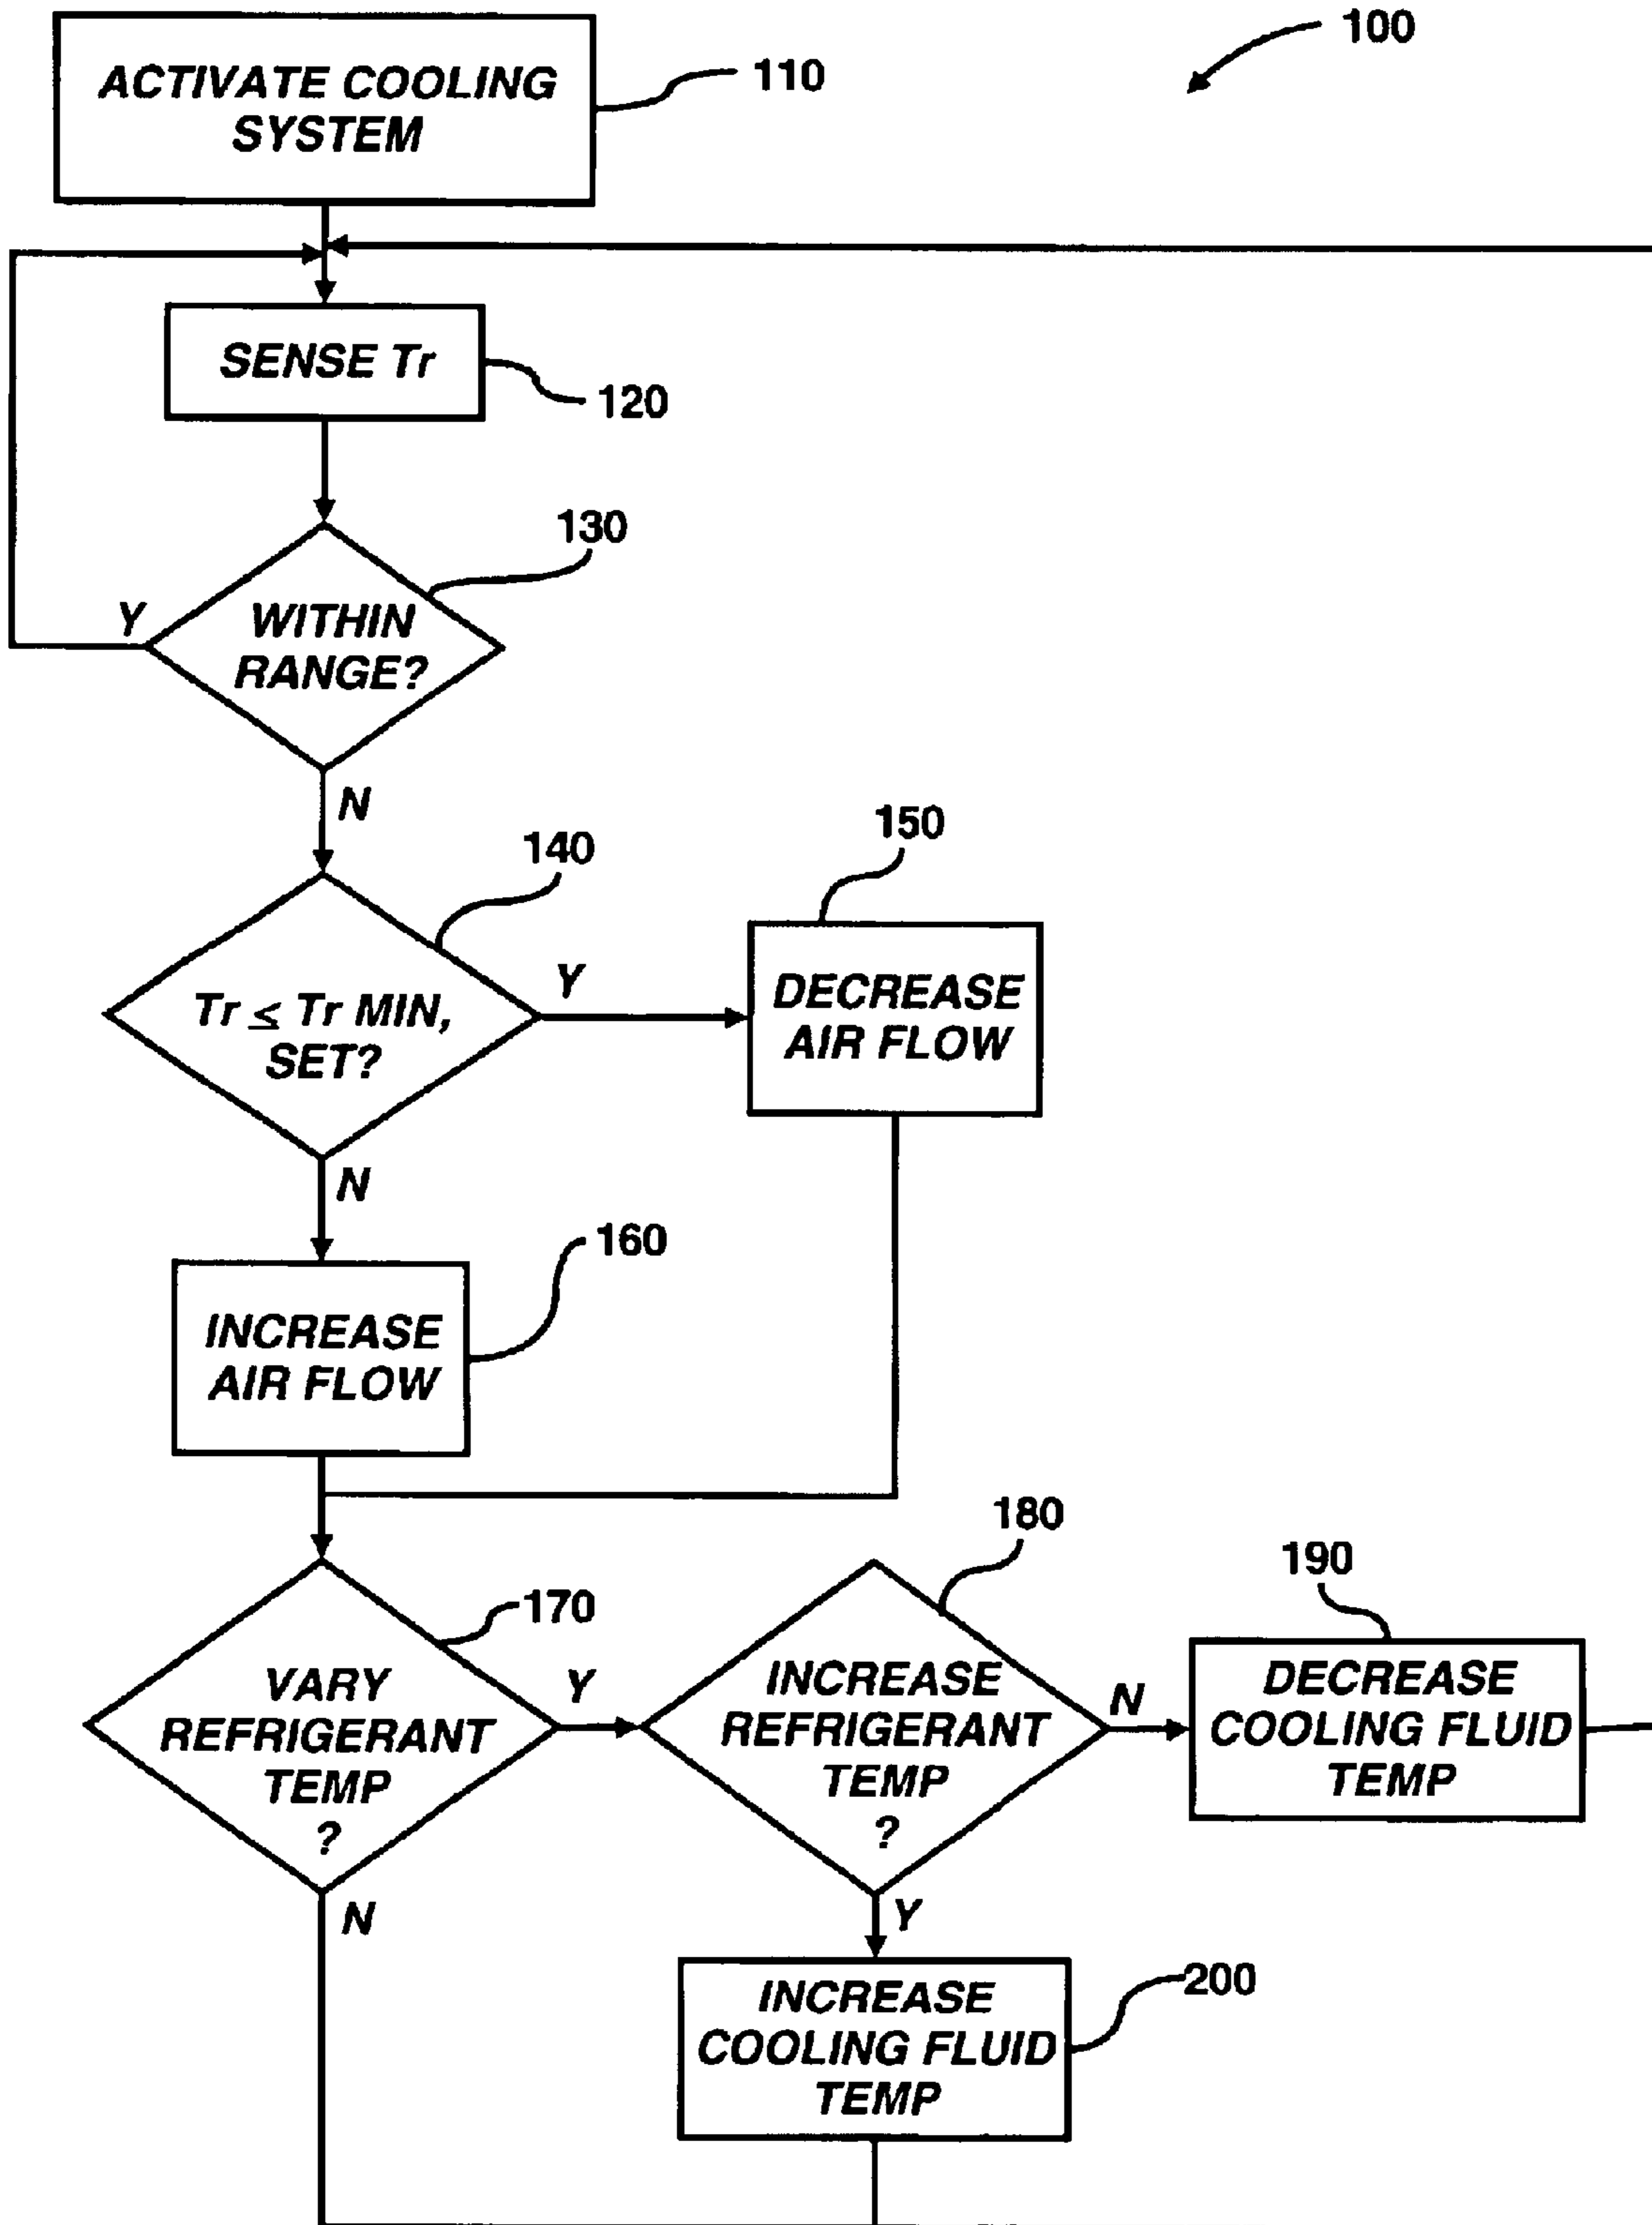 100
ACTIVATE COOLING
SYSTEM
110
SENSE Tr
120
130
WITHIN
RANGE?
Y
N
140
Tr ≤ Tr MIN,
SET?
Y
N
150
DECREASE
AIR FLOW
160
INCREASE
AIR FLOW
170
VARY
REFRIGERANT
TEMP
?
Y
N
180
INCREASE
REFRIGERANT
TEMP
?
N
Y
190
DECREASE
COOLING FLUID
TEMP
200
INCREASE
COOLING FLUID
TEMP